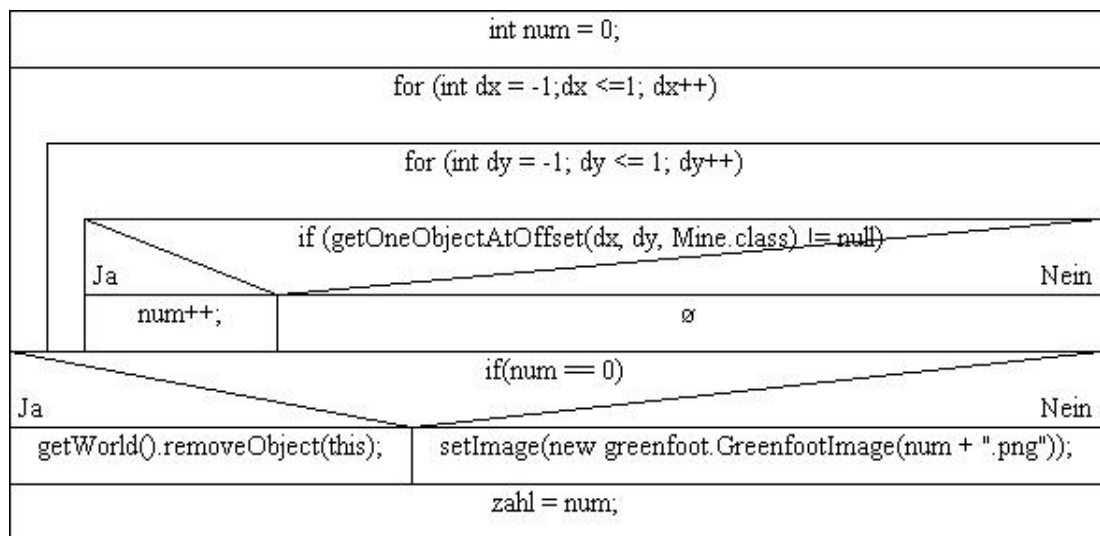 int num = 0;
for (int dx = -1;dx <=1; dx++)
for (int dy = -1; dy <= 1; dy++)
if (getOneObjectAtOffset(dx, dy, Mine.class) != null)
Ja Nein
num++; ø
if(num == 0)
Ja Nein
getWorld().removeObject(this); setImage(new greenfoot.GreenfootImage(num + ".png"));
zahl = num;